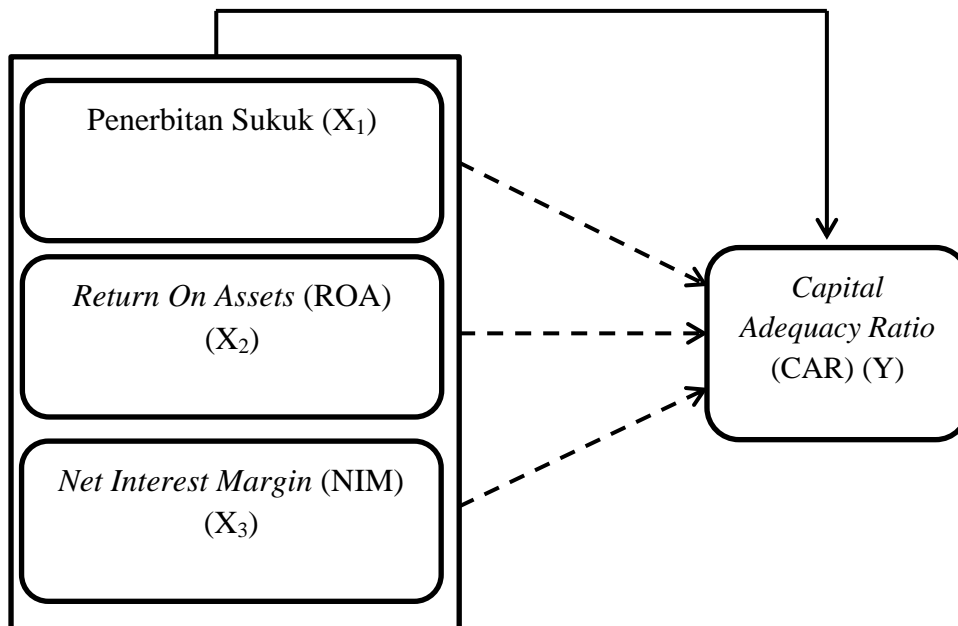 Penerbitan Sukuk (X₁)
Return On Assets (ROA)
(X₂)
Net Interest Margin (NIM)
(X₃)
Capital
Adequacy Ratio
(CAR) (Y)